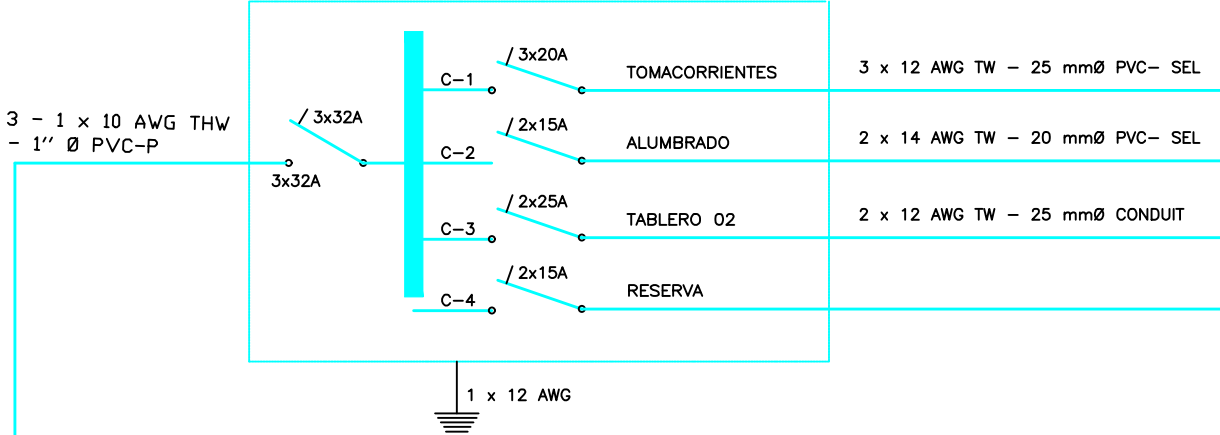 3 - 1 x 10 AWG THW
- 1'' Ø PVC-P
3x32A
3x32A
C-1
3x20A
TOMACORRIENTES
3 x 12 AWG TW - 25 mmØ PVC- SEL
C-2
2x15A
ALUMBRADO
2 x 14 AWG TW - 20 mmØ PVC- SEL
C-3
2x25A
TABLERO 02
2 x 12 AWG TW - 25 mmØ CONDUIT
C-4
2x15A
RESERVA
1 x 12 AWG